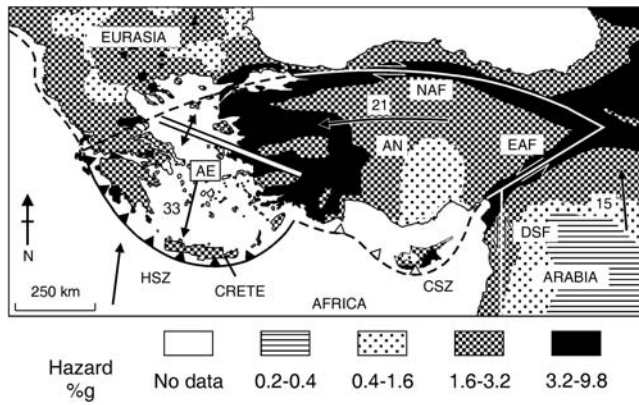 EURASIA
NAF
21
AN
EAF
AE
33
15
N
DSF
HSZ
CRETE
CSZ
ARABIA
250 km
AFRICA
Hazard
%g
No data
0.2-0.4
0.4-1.6
1.6-3.2
3.2-9.8